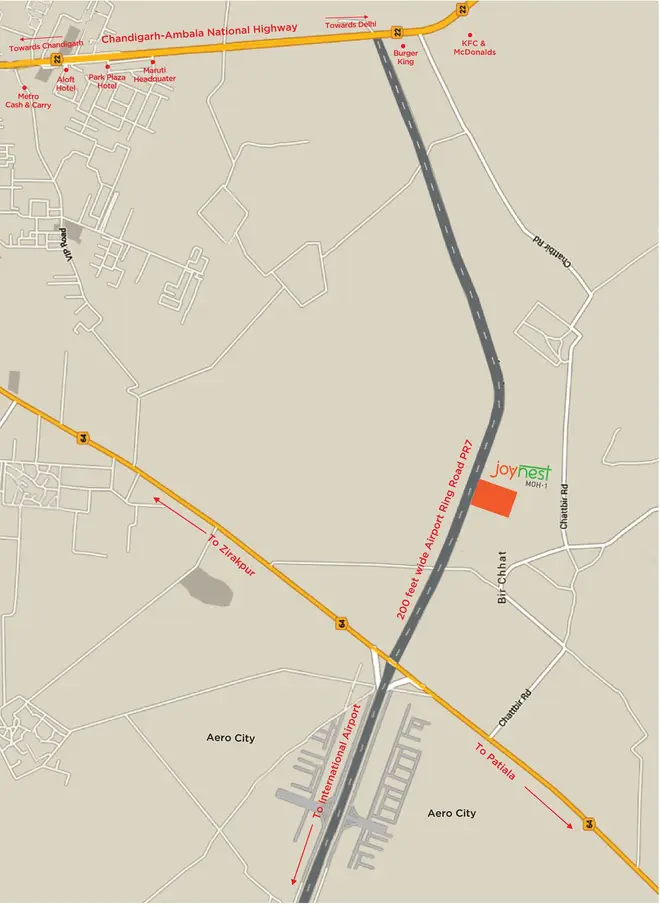 22
Towards Delhi
22
Chandigarh-Ambala National Highway
Towards Chandigarh
22
KFC &
McDonalds
Burger
King
Maruti
Headquater
Park Plaza
Hotel
Aloft
Hotel
Metro
Cash & Carry
VIP Road
Chattbir Rd
64
joynest
MOH-1
200 feet wide Airport Ring Road PR7
Chattbir Rd
To Zirakpur
Bir Chhat
64
Chattbir Rd
Aero City
To International Airport
To Patiala
Aero City
64